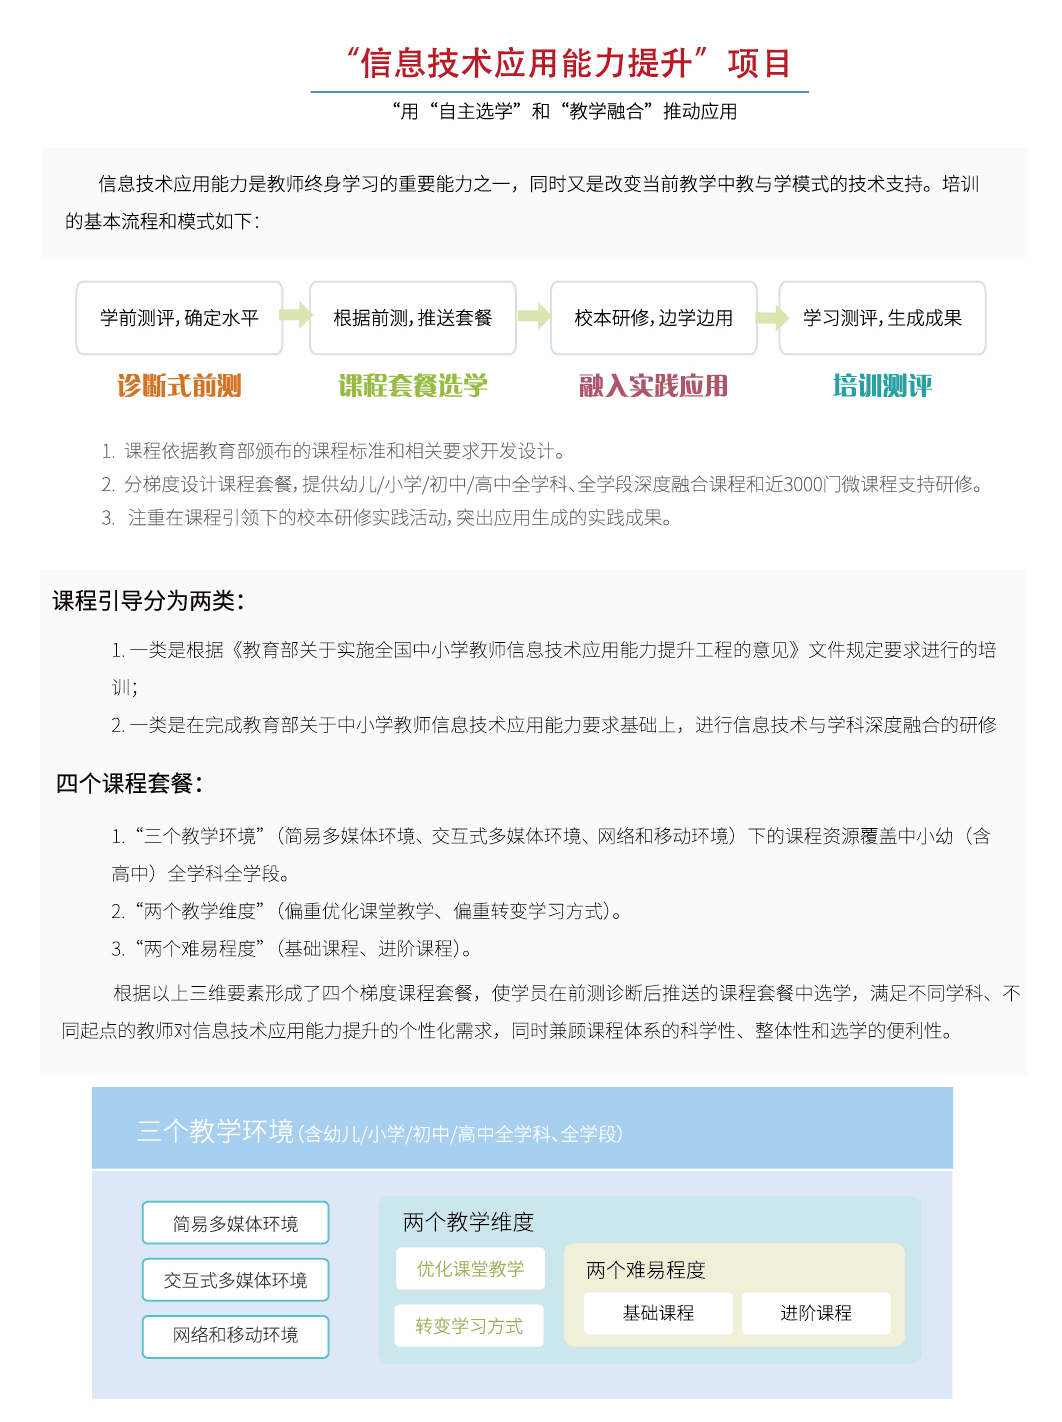 “信息技术应用能力提升”项目
“用“自主选学”和“教学融合”推动应用
信息技术应用能力是教师终身学习的重要能力之一，同时又是改变当前教学中教与学模式的技术支持。培训
的基本流程和模式如下：
学前测评，确定水平
根据前测，推送套餐
校本研修，边学边用
学习测评，生成成果
诊断式前测
课程套餐选学
融入实践应用
培训测评
1. 课程依据教育部颁布的课程标准和相关要求开发设计。
2. 分梯度设计课程套餐，提供幼儿/小学/初中/高中全学科、全学段深度融合课程和近3000门微课程支持研修。
3. 注重在课程引领下的校本研修实践活动，突出应用生成的实践成果。
课程引导分为两类：
1. 一类是根据《教育部关于实施全国中小学教师信息技术应用能力提升工程的意见》文件规定要求进行的培
训；
2. 一类是在完成教育部关于中小学教师信息技术应用能力要求基础上，进行信息技术与学科深度融合的研修
四个课程套餐：
1.“三个教学环境”（简易多媒体环境、交互式多媒体环境、网络和移动环境）下的课程资源覆盖中小幼（含
高中）全学科全学段。
2.“两个教学维度”（偏重优化课堂教学、偏重转变学习方式）。
3.“两个难易程度”（基础课程、进阶课程）。
根据以上三维要素形成了四个梯度课程套餐，使学员在前测诊断后推送的课程套餐中选学，满足不同学科、不
同起点的教师对信息技术应用能力提升的个性化需求，同时兼顾课程体系的科学性、整体性和选学的便利性。
三个教学环境（含幼儿/小学/初中/高中全学科、全学段）
简易多媒体环境
交互式多媒体环境
网络和移动环境
两个教学维度
优化课堂教学
转变学习方式
两个难易程度
基础课程
进阶课程